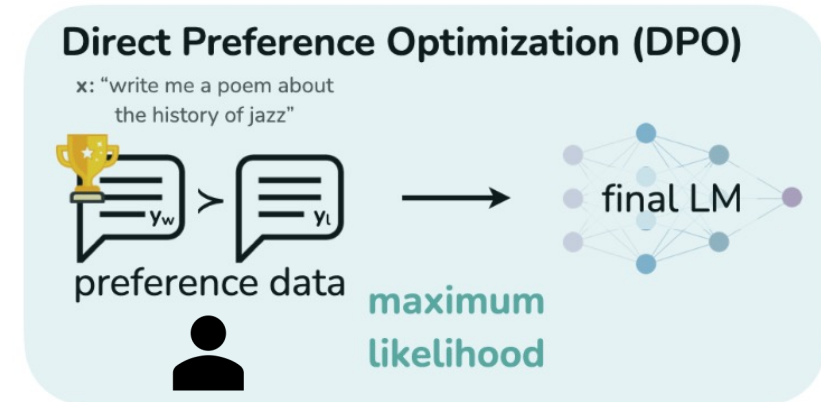 Direct Preference Optimization (DPO)
x: “write me a poem about
the history of jazz”
yw > yl
final LM
preference data
maximum
likelihood